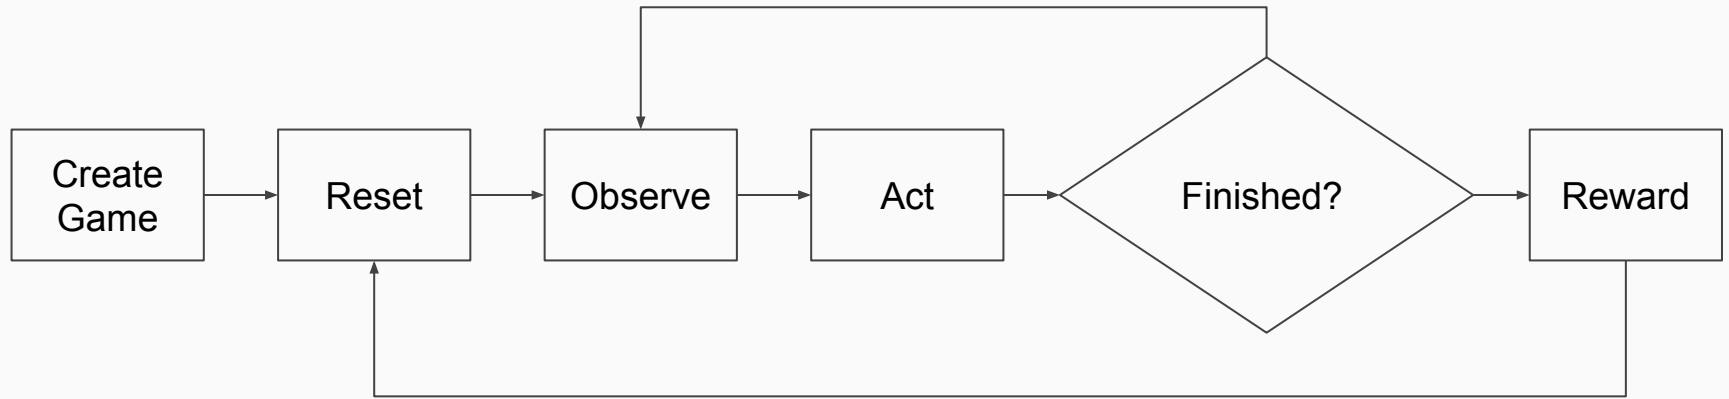 Create
Game
Reset
Observe
Act
Finished?
Reward